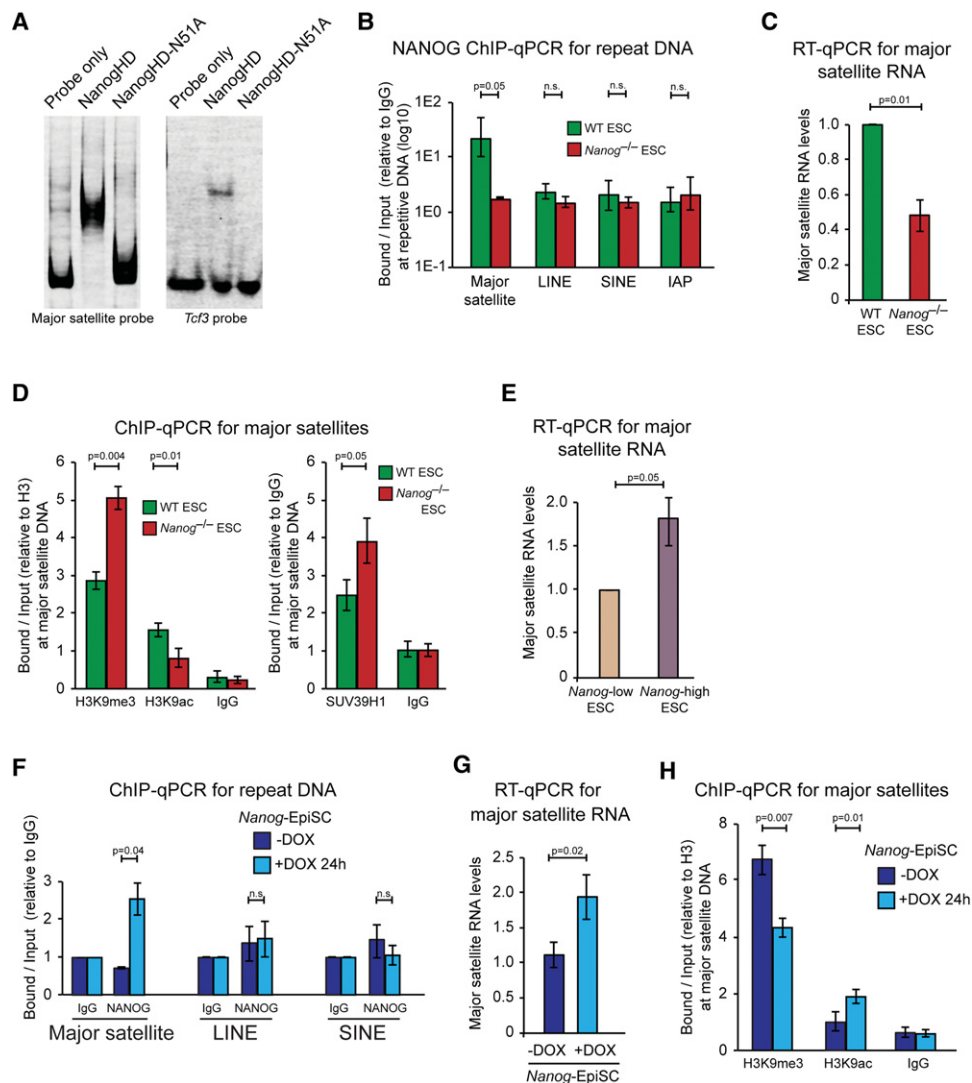 A
Probe only
NanogHD
NanogHD-N51A
Probe only
NanogHD
NanogHD-N51A
Major satellite probe
Tcf3 probe
B
NANOG ChIP-qPCR for repeat DNA
Bound / Input (relative to IgG)
at repetitive DNA (log10)
1E2
1E1
1E0
1E-1
p=0.05
n.s.
n.s.
n.s.
WT ESC
Nanog–/– ESC
Major
satellite
LINE
SINE
IAP
C
RT-qPCR for major
satellite RNA
Major satellite RNA levels
p=0.01
1.0
0.8
0.6
0.4
0.2
0
WT
ESC
Nanog–/–
ESC
D
ChIP-qPCR for major satellites
Bound / Input (relative to H3)
at major satellite DNA
6
5
4
3
2
1
0
p=0.004
p=0.01
WT ESC
Nanog–/– ESC
H3K9me3
H3K9ac
IgG
Bound / Input (relative to IgG)
at major satellite DNA
6
5
4
3
2
1
0
p=0.05
WT ESC
Nanog–/–
ESC
SUV39H1
IgG
E
RT-qPCR for major
satellite RNA
Major satellite RNA levels
p=0.05
2.0
1.5
1.0
1.0
0
Nanog-low
ESC
Nanog-high
ESC
F
ChIP-qPCR for repeat DNA
Bound / Input (relative to IgG)
4
3
2
1
0
p=0.04
n.s
n.s
Nanog-EpiSC
-DOX
+DOX 24h
IgG
NANOG
IgG
NANOG
IgG
NANOG
Major satellite
LINE
SINE
G
RT-qPCR for
major satellite RNA
Major satellite RNA levels
p=0.02
2.5
2.0
1.5
1.0
0.5
0
-DOX
+DOX
Nanog-EpiSC
H
ChIP-qPCR for major satellites
Bound / Input (relative to H3)
at major satellite DNA
8
6
4
2
0
p=0.007
p=0.01
Nanog-EpiSC
-DOX
+DOX 24h
H3K9me3
H3K9ac
IgG